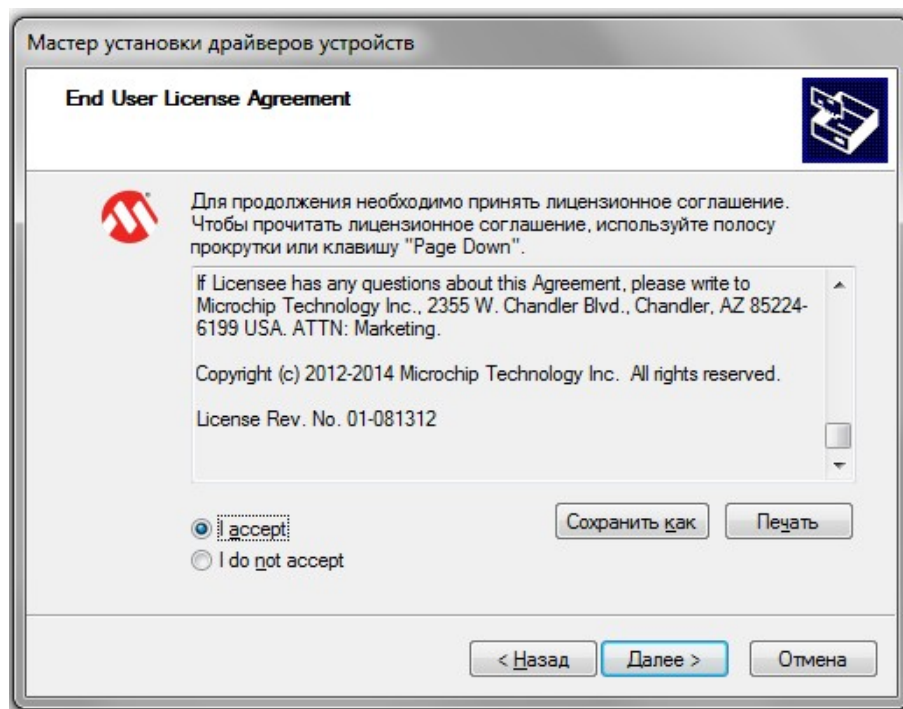 Мастер установки драйверов устройств
End User License Agreement
Для продолжения необходимо принять лицензионное соглашение.
Чтобы прочитать лицензионное соглашение, используйте полосу
прокрутки или клавишу "Page Down".
If Licensee has any questions about this Agreement, please write to
Microchip Technology Inc., 2355 W. Chandler Blvd., Chandler, AZ 85224-
6199 USA. ATTN: Marketing.
Copyright (c) 2012-2014 Microchip Technology Inc.  All rights reserved.
License Rev. No. 01-081312
I accept
Сохранить как
Печать
I do not accept
< Назад
Далее >
Отмена